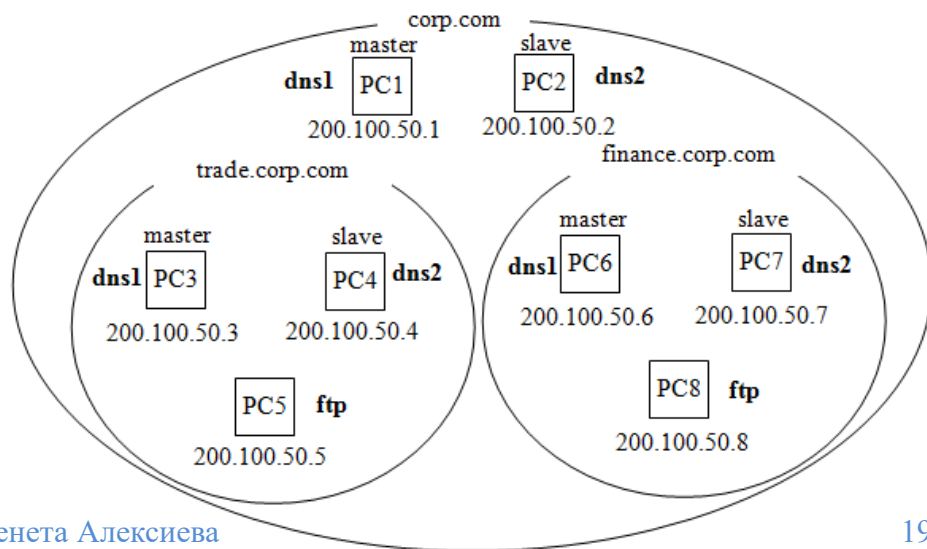 corp.com
master
slave
dns1
PC1
PC2
dns2
200.100.50.1
200.100.50.2
trade.corp.com
finance.corp.com
master
slave
dns1
PC3
PC4
dns2
200.100.50.3
200.100.50.4
PC5
ftp
200.100.50.5
master
slave
dns1
PC6
PC7
dns2
200.100.50.6
200.100.50.7
PC8
ftp
200.100.50.8
Алексиева
19